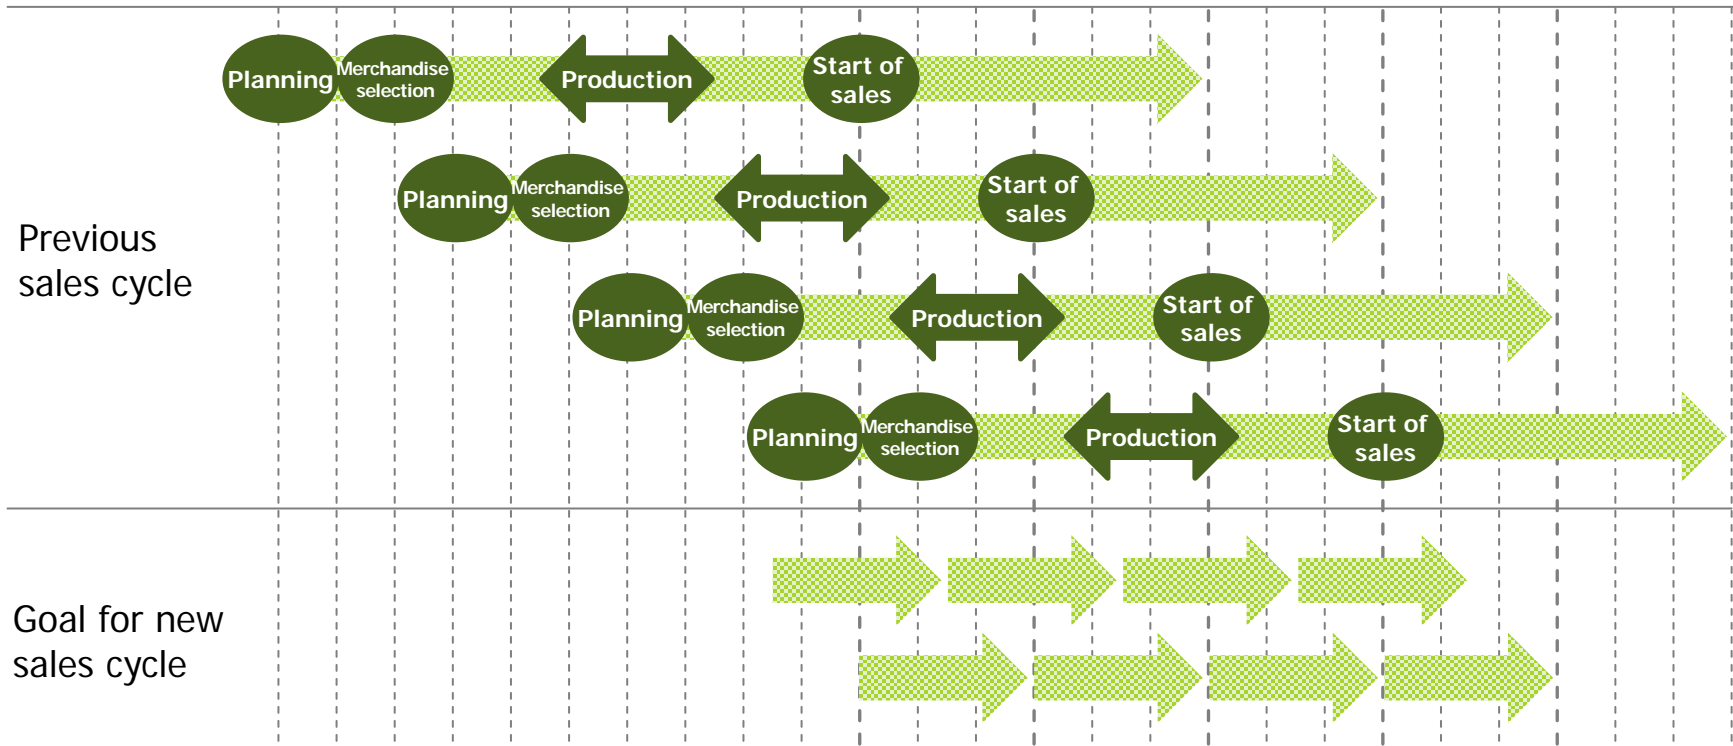 Planning
Merchandise
selection
Production
Start of
sales
Planning
Merchandise
selection
Production
Start of
sales
Previous
sales cycle
Planning
Merchandise
selection
Production
Start of
sales
Planning
Merchandise
selection
Production
Start of
sales
Goal for new
sales cycle